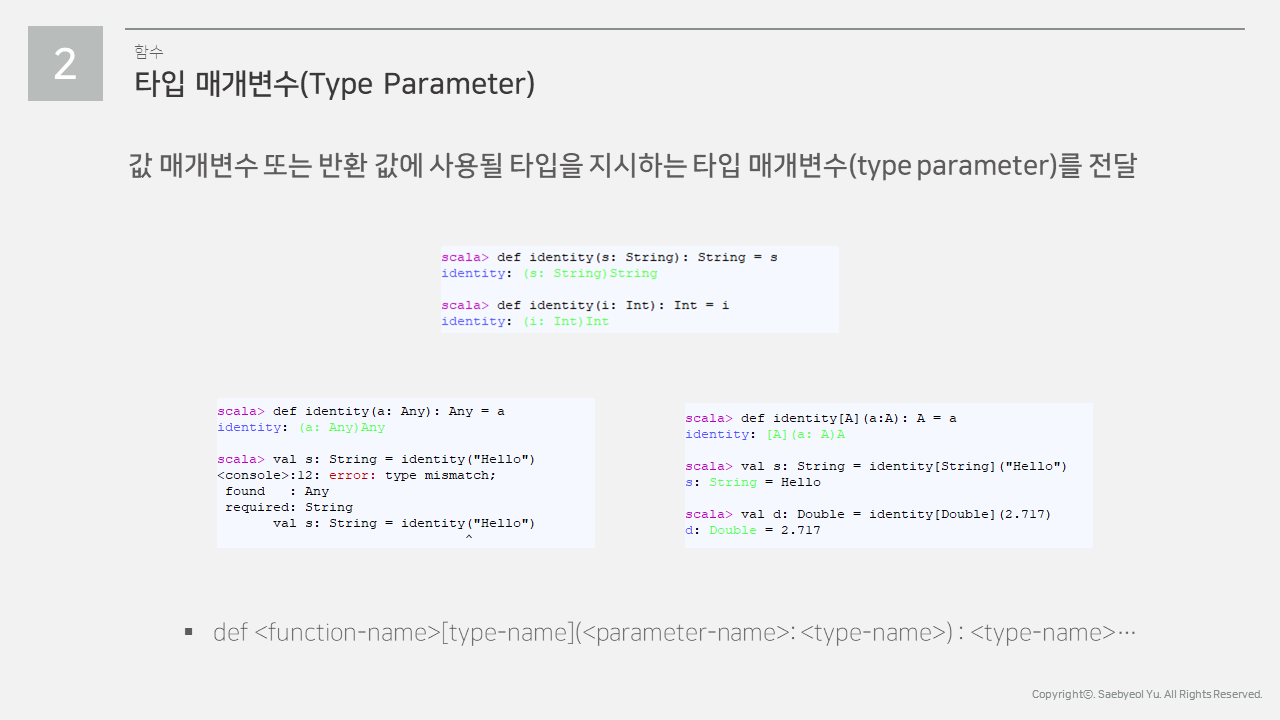 2
함수
타입 매개변수(Type Parameter)
값 매개변수 또는 반환 값에 사용될 타입을 지시하는 타입 매개변수(type parameter)를 전달
scala> def identity(s: String): String = s
identity: (s: String)String
scala> def identity(i: Int): Int = i
identity: (i: Int)Int
scala> def identity(a: Any): Any = a
identity: (a: Any)Any
scala> val s: String = identity("Hello")
<console>:12: error: type mismatch;
 found   : Any
 required: String
       val s: String = identity("Hello")
                               ^
scala> def identity[A](a:A): A = a
identity: [A](a: A)A
scala> val s: String = identity[String]("Hello")
s: String = Hello
scala> val d: Double = identity[Double](2.717)
d: Double = 2.717
▪ def <function-name>[type-name](<parameter-name>: <type-name>) : <type-name>…
Copyrightⓒ. Saebyeol Yu. All Rights Reserved.